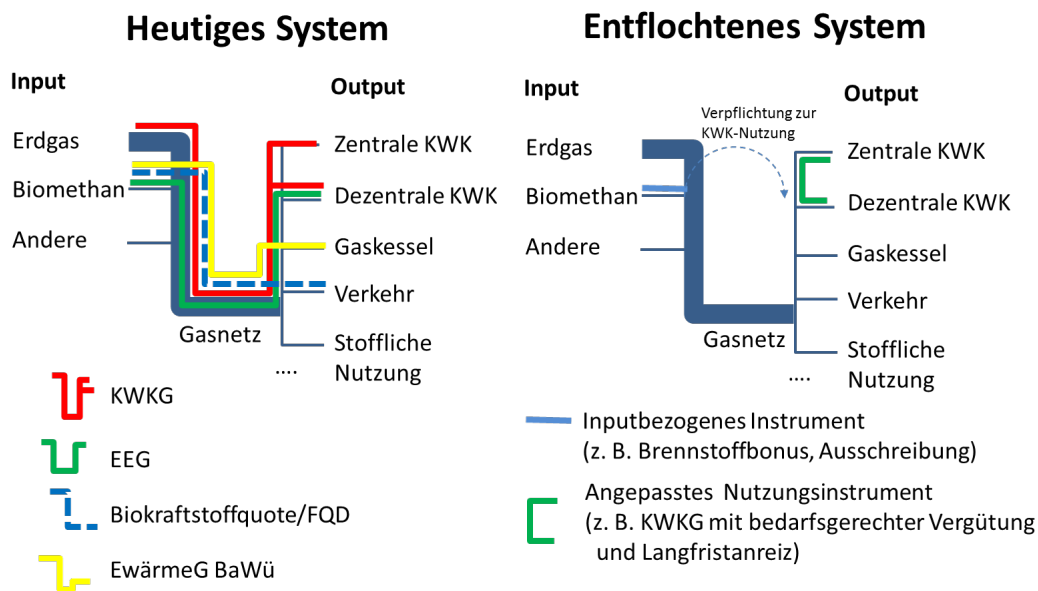 Heutiges System
Input
Output
Erdgas
Zentrale KWK
Biomethan
Dezentrale KWK
Andere
Gaskessel
Verkehr
Gasnetz
Stoffliche
....
Nutzung
KWKG
EEG
Biokraftstoffquote/FQD
EwärmeG BaWü
Entflochtenes System
Input
Output
Verpflichtung zur
KWK-Nutzung
Erdgas
Zentrale KWK
Biomethan
Dezentrale KWK
Andere
Gaskessel
Verkehr
Gasnetz
Stoffliche
....
Nutzung
Inputbezogenes Instrument
(z. B. Brennstoffbonus, Ausschreibung)
Angepasstes Nutzungsinstrument
(z. B. KWKG mit bedarfsgerechter Vergütung
und Langfristanreiz)